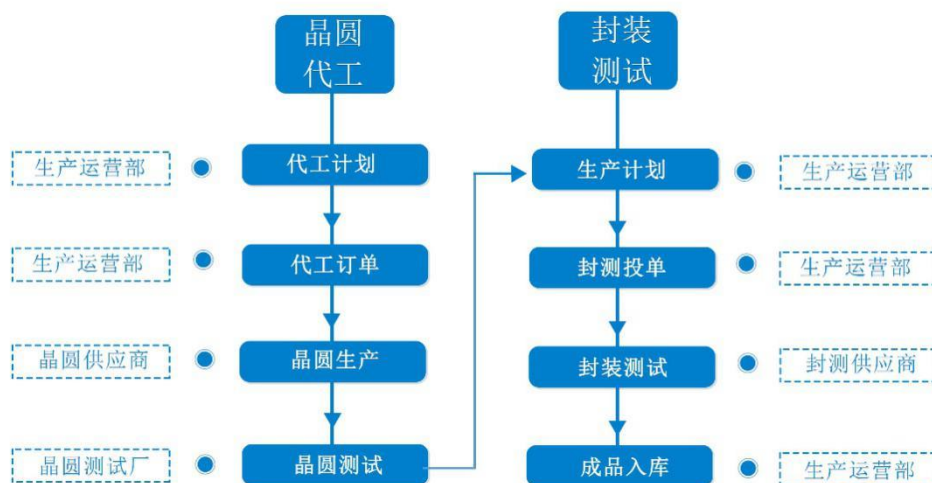 晶圆
代工
封装
测试
生产运营部
代工计划
生产计划
生产运营部
生产运营部
代工订单
封测投单
生产运营部
晶圆供应商
晶圆生产
封装测试
封测供应商
晶圆测试厂
晶圆测试
成品入库
生产运营部